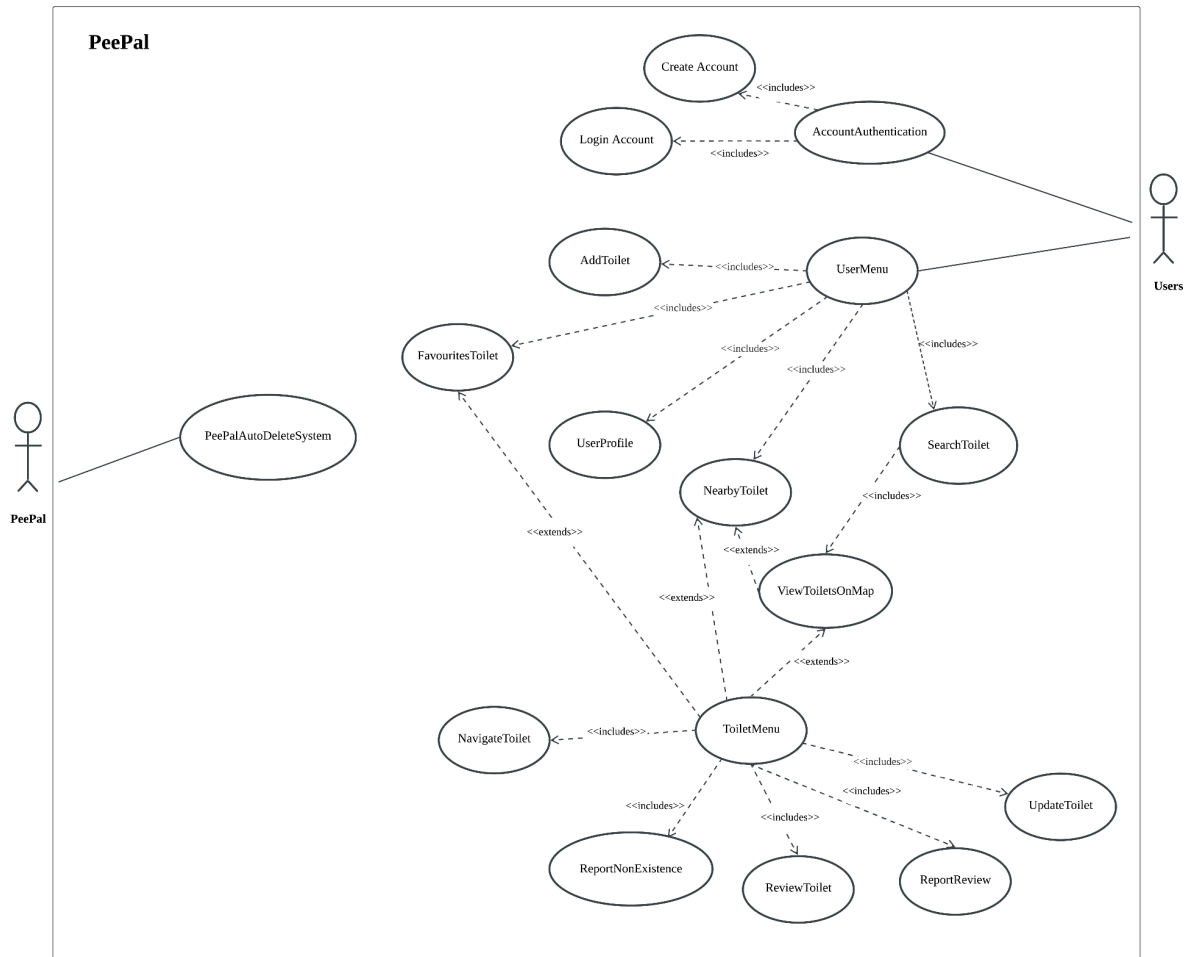 PeePal
Create Account
<<includes>>
AccountAuthentication
Login Account
<<includes>>
AddToilet
<<includes>>
UserMenu
Users
<<includes>>
FavouritesToilet
<<includes>>
<<includes>>
<<includes>>
PeePalAutoDeleteSystem
UserProfile
SearchToilet
NearbyToilet
<<includes>>
PeePal
<<extends>>
<<extends>>
ViewToiletsOnMap
<<extends>>
<<extends>>
NavigateToilet
<<includes>>
ToiletMenu
<<includes>>
<<includes>>
<<includes>>
<<includes>>
UpdateToilet
ReportNonExistence
ReviewToilet
ReportReview